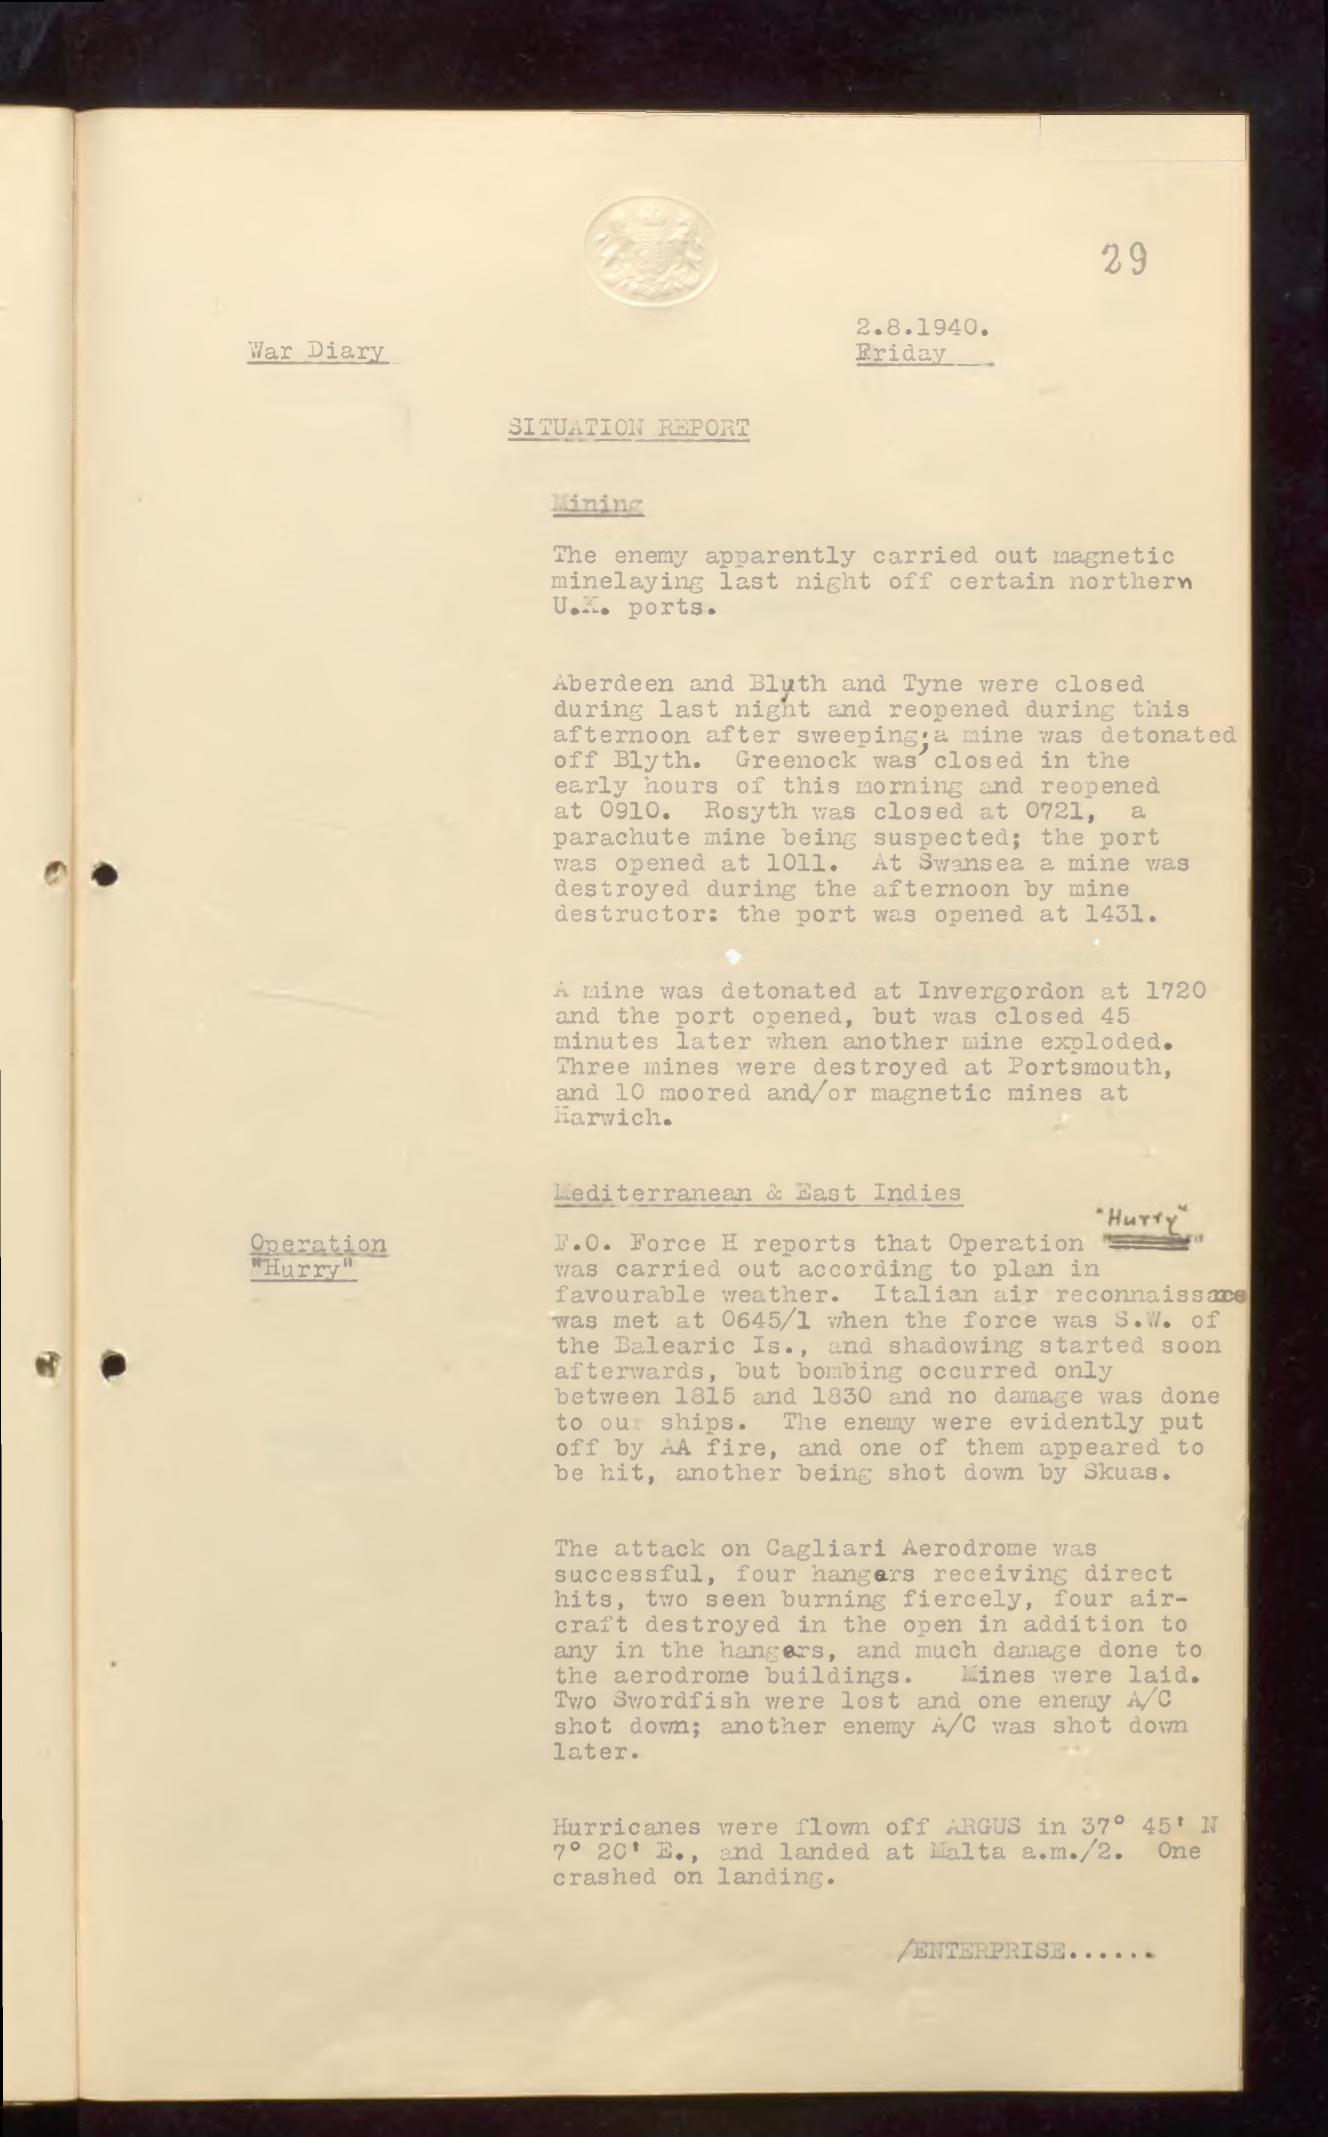 29
2.8.1940.
War Diary
Friday
SITUATION REPORT
Mining
The enemy apparently carried out magnetic
minelaying last night off certain northern
U.K. ports.
Aberdeen and Blyth and Tyne were closed
during last night and reopened during this
afternoon after sweeping; a mine was detonated
off Blyth. Greenock was closed in the
early hours of this morning and reopened
at 0910. Rosyth was closed at 0721, a
parachute mine being suspected; the port
was opened at 1011. At Swansea a mine was
destroyed during the afternoon by mine
destructor: the port was opened at 1431.
A mine was detonated at Invergordon at 1720
and the port opened, but was closed 45
minutes later when another mine exploded.
Three mines were destroyed at Portsmouth,
and 10 moored and/or magnetic mines at
Harwich.
Mediterranean & East Indies
"Hurry"
Operation
"Hurry"
F.O. Force H reports that Operation
was carried out according to plan in
favourable weather. Italian air reconnaissance
was met at 0645/1 when the force was S.W. of
the Balearic Is., and shadowing started soon
afterwards, but bombing occurred only
between 1815 and 1830 and no damage was done
to our ships. The enemy were evidently put
off by AA fire, and one of them appeared to
be hit, another being shot down by Skuas.
The attack on Cagliari Aerodrome was
successful, four hangars receiving direct
hits, two seen burning fiercely, four air-
craft destroyed in the open in addition to
any in the hangars, and much damage done to
the aerodrome buildings. Mines were laid.
Two Swordfish were lost and one enemy A/C
shot down; another enemy A/C was shot down
later.
Hurricanes were flown off ARGUS in 37° 45' N
7° 20' E., and landed at Malta a.m./2. One
crashed on landing.
/ENTERPRISE......